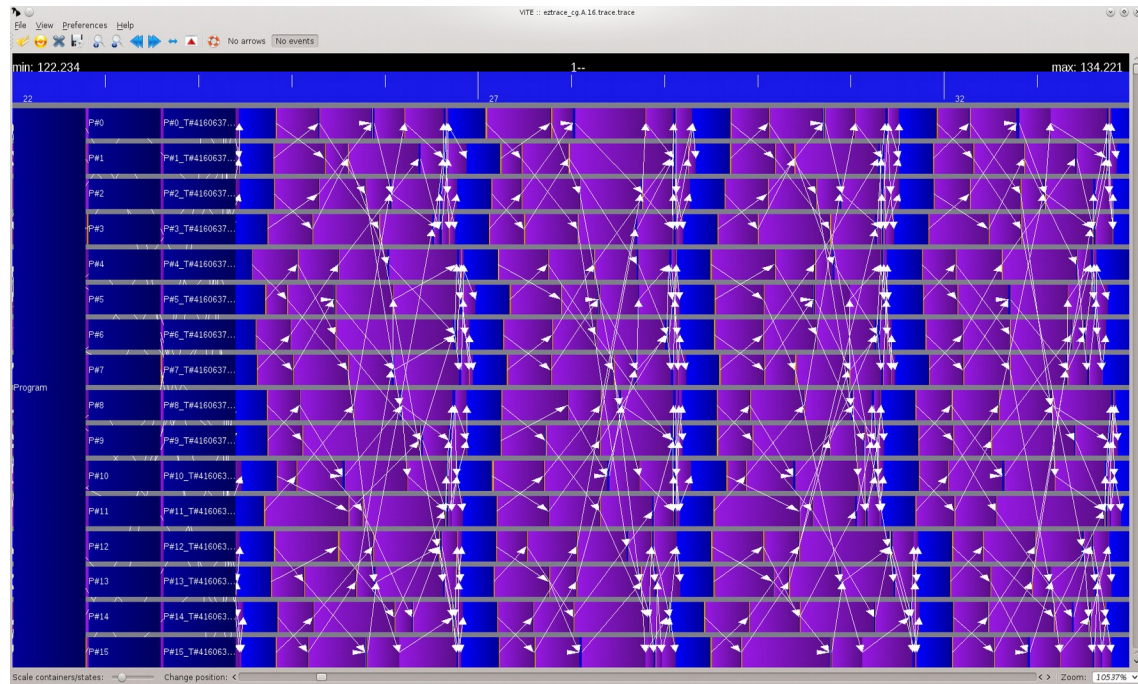 ViTE :: eztrace_cg.A.16.trace.trace
File View Preferences Help
No arrows No events
min: 122.234 1-- max: 134.221
22 27 32
P#0 P#0_T#4160637...
P#1 P#1_T#4160637...
P#2 P#2_T#4160637...
P#3 P#3_T#4160637...
P#4 P#4_T#4160637...
P#5 P#5_T#4160637...
P#6 P#6_T#4160637...
P#7 P#7_T#4160637...
Program
P#8 P#8_T#4160637...
P#9 P#9_T#4160637...
P#10 P#10_T#416063...
P#11 P#11_T#416063...
P#12 P#12_T#416063...
P#13 P#13_T#416063...
P#14 P#14_T#416063...
P#15 P#15_T#416063...
Scale containers/states: Change position: < < > Zoom: 10537%